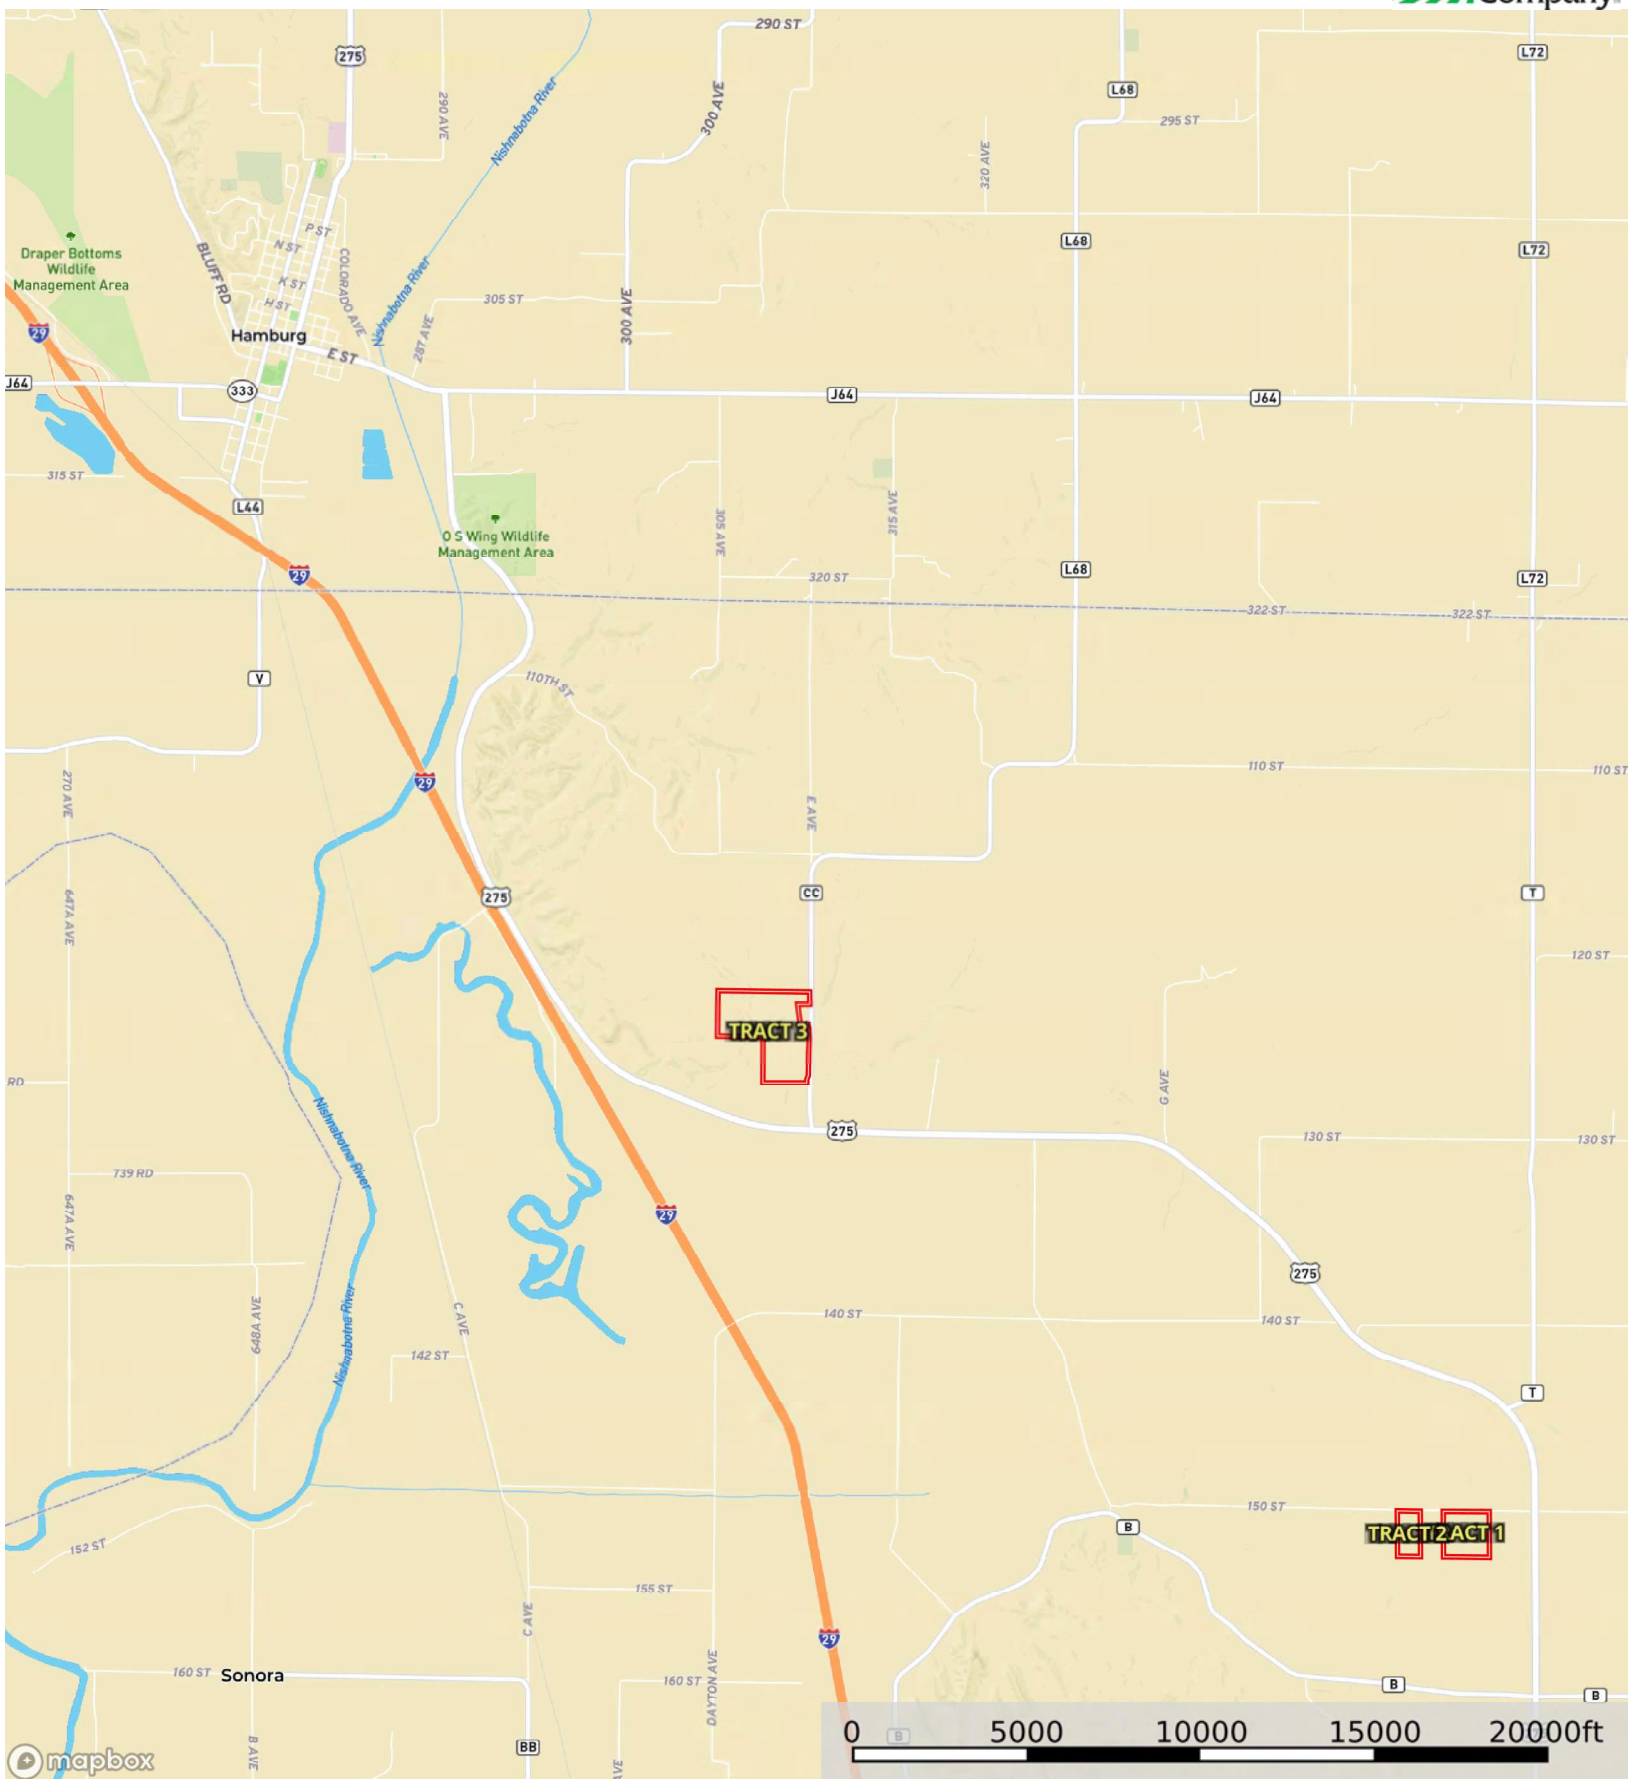 Company
290 ST
275
L72
290 AVE
Nishnabotna River
300 AVE
L68
295 ST
320 AVE
P ST
N ST
K ST
H ST
BLUFF RD
COLORADO AVE
Draper Bottoms
Wildlife
Management Area
Nishnabotna River
L68
L72
305 ST
287 AVE
300 AVE
29
Hamburg
E ST
J64
333
J64
J64
315 ST
L44
O S Wing Wildlife
Management Area
305 AVE
315 AVE
29
320 ST
L68
L72
322 ST
322 ST
V
110TH ST
270 AVE
29
E AVE
110 ST
110 ST
275
CC
T
647A AVE
120 ST
TRACT 3
RD
G AVE
Nishnabotna River
275
130 ST
130 ST
739 RD
647A AVE
29
275
648A AVE
Nishnabotna River
C AVE
140 ST
140 ST
142 ST
T
150 ST
B
TRACT 2
ACT 1
152 ST
155 ST
C AVE
29
160 ST
Sonora
160 ST
DAYTON AVE
B
B
B
B AVE
BB
VE
0 5000 10000 15000 20000ft
mapbox